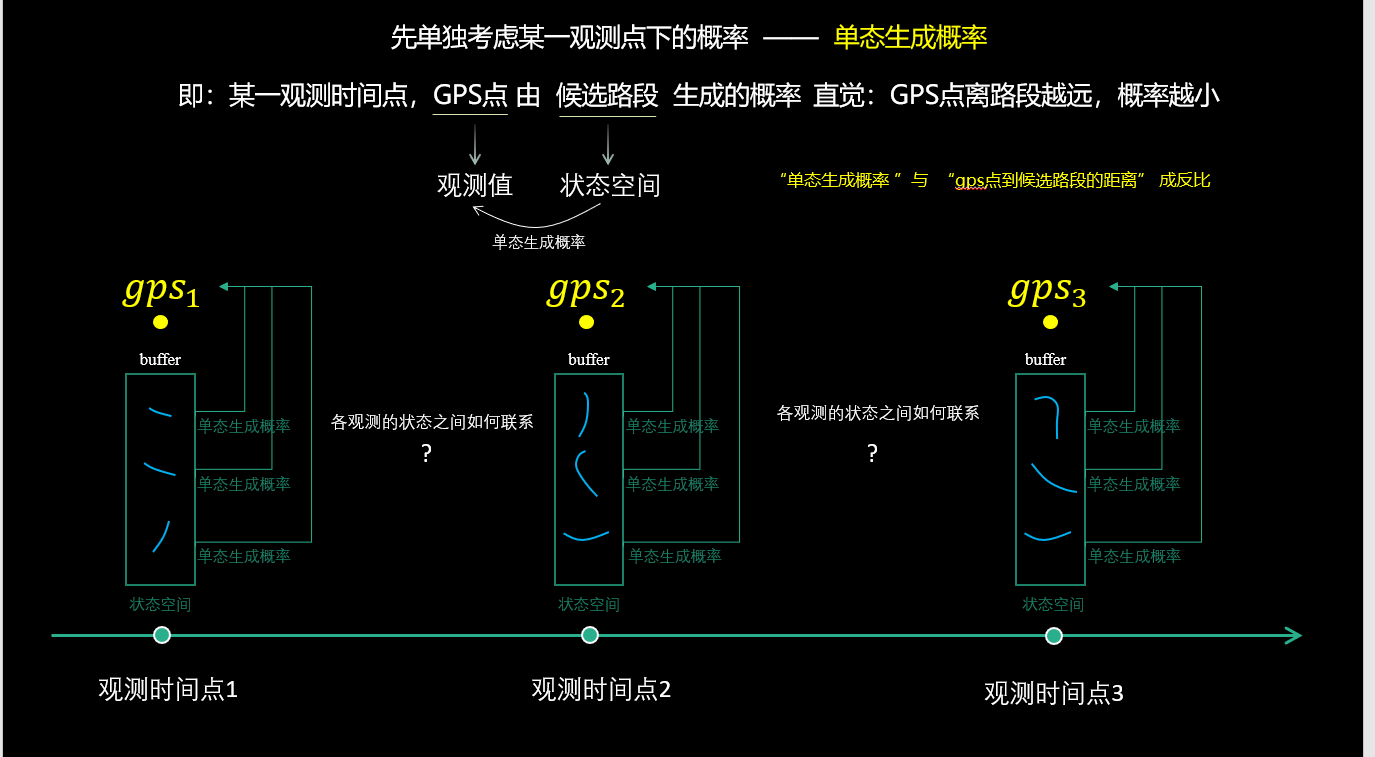 先单独考虑某一观测点下的概率 —— 单态生成概率
即：某一观测时间点，GPS点 由 候选路段 生成的概率 直觉：GPS点离路段越远，概率越小
观测值 状态空间
“单态生成概率 ”与 “gps点到候选路段的距离” 成反比
单态生成概率
gps₁ gps₂ gps₃
buffer buffer buffer
各观测的状态之间如何联系 各观测的状态之间如何联系
单态生成概率 单态生成概率 单态生成概率
? ?
单态生成概率 单态生成概率 单态生成概率
单态生成概率 单态生成概率 单态生成概率
状态空间 状态空间 状态空间
观测时间点1 观测时间点2 观测时间点3